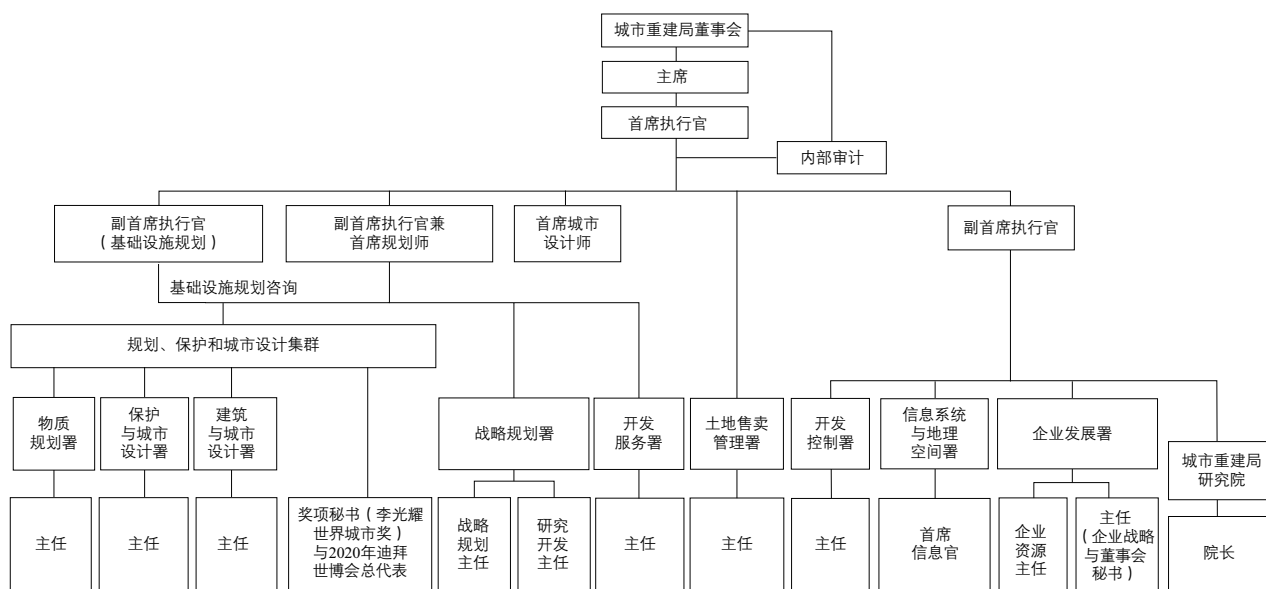 城市重建局董事会
主席
首席执行官
内部审计
副首席执行官
（基础设施规划）
副首席执行官兼
首席规划师
首席城市
设计师
副首席执行官
基础设施规划咨询
规划、保护和城市设计集群
物质
规划署
保护
与城市
设计署
建筑
与城市
设计署
战略规划署
开发
服务署
土地售卖
管理署
开发
控制署
信息系统
与地理
空间署
企业发展署
城市重建局
研究院
主任
主任
主任
奖项秘书（李光耀
世界城市奖）
与2020年迪拜
世博会总代表
战略
规划
主任
研究
开发
主任
主任
主任
主任
首席
信息官
企业
资源
主任
主任
（企业战略
与董事会
秘书）
院长